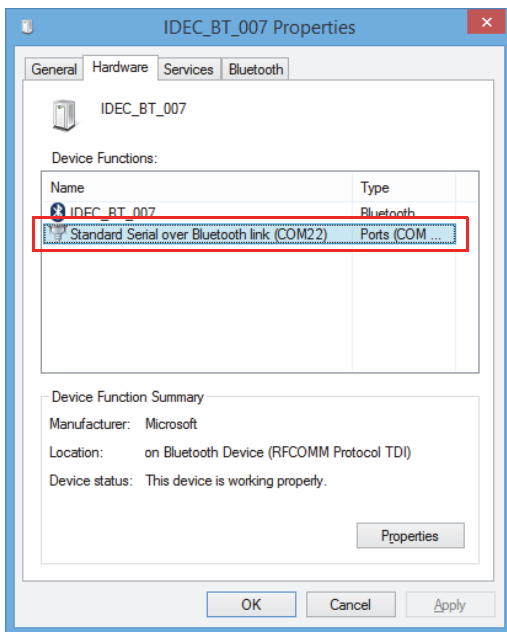 IDEC_BT_007 Properties
General Hardware Services Bluetooth
IDEC_BT_007
Device Functions:
Name Type
IDEC_BT_007 Bluetooth
Standard Serial over Bluetooth link (COM22) Ports (COM ...
Device Function Summary
Manufacturer: Microsoft
Location: on Bluetooth Device (RFCOMM Protocol TDI)
Device status: This device is working properly.
Properties
OK Cancel Apply